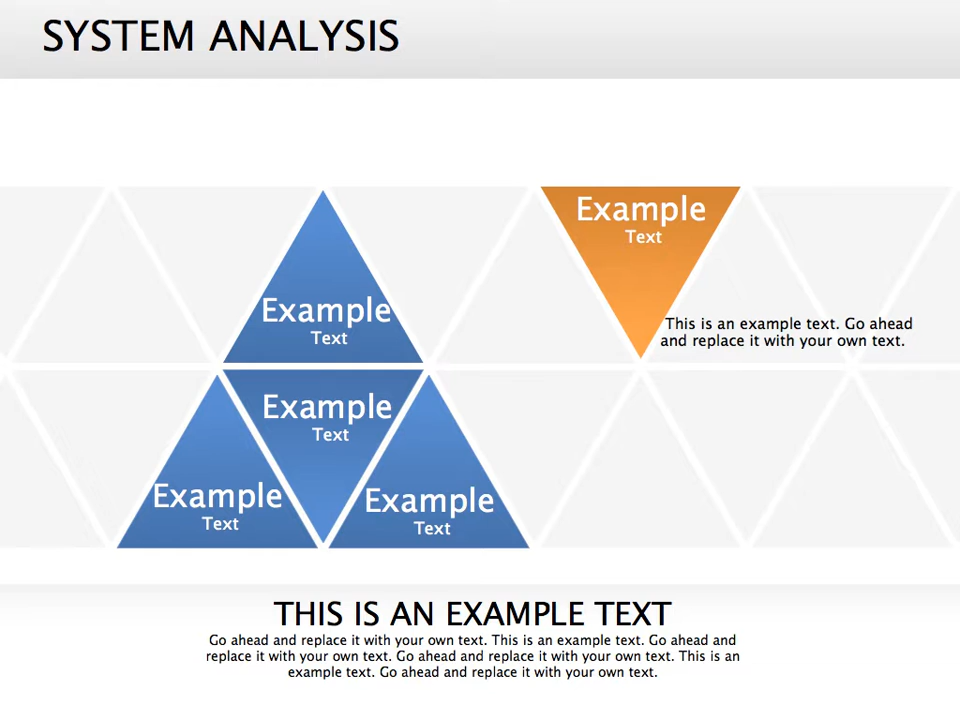 SYSTEM ANALYSIS
Example
Text
Example
Text
This is an example text. Go ahead
and replace it with your own text.
Example
Text
Example
Text
Example
Text
THIS IS AN EXAMPLE TEXT
Go ahead and replace it with your own text. This is an example text. Go ahead and
replace it with your own text. Go ahead and replace it with your own text. This is an
example text. Go ahead and replace it with your own text.